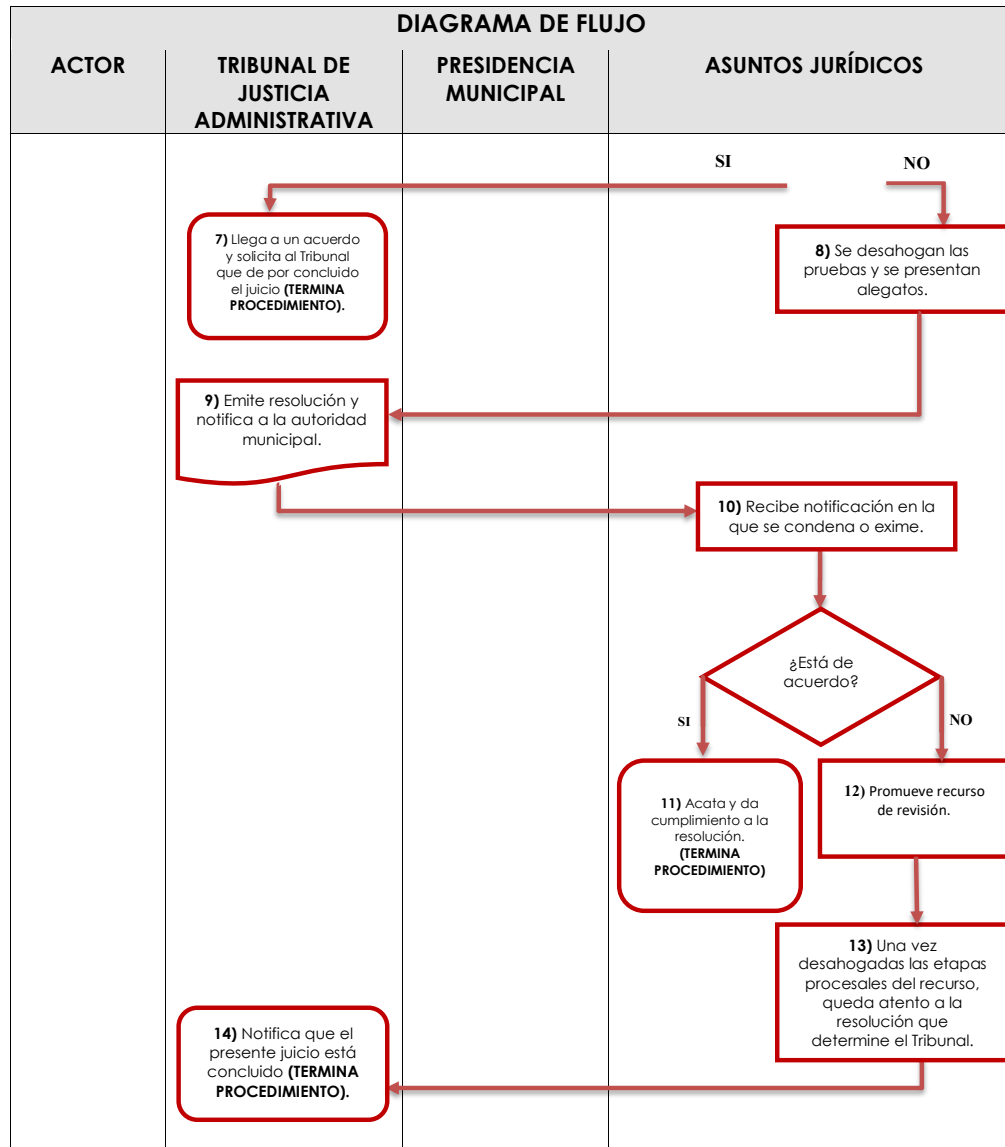 DIAGRAMA DE FLUJO
ACTOR
TRIBUNAL DE
JUSTICIA
ADMINISTRATIVA
PRESIDENCIA
MUNICIPAL
ASUNTOS JURÍDICOS
SI
NO
7) Llega a un acuerdo
y solicita al Tribunal
que de por concluido
el juicio (TERMINA
PROCEDIMIENTO).
8) Se desahogan las
pruebas y se presentan
alegatos.
9) Emite resolución y
notifica a la autoridad
municipal.
10) Recibe notificación en la
que se condena o exime.
¿Está de
acuerdo?
SI
NO
11) Acata y da
cumplimiento a la
resolución.
(TERMINA
PROCEDIMIENTO)
12) Promueve recurso
de revisión.
13) Una vez
desahogadas las etapas
procesales del recurso,
queda atento a la
resolución que
determine el Tribunal.
14) Notifica que el
presente juicio está
concluido (TERMINA
PROCEDIMIENTO).